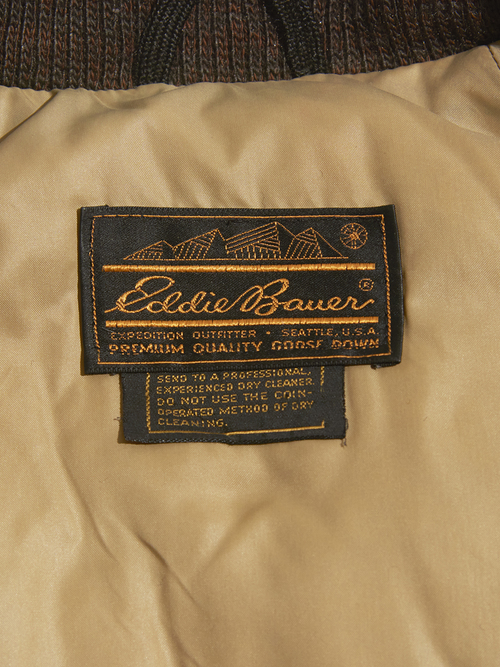 Eddie Bauer®
EXPEDITION OUTFITTER • SEATTLE, U.S.A
PREMIUM QUALITY GOOSE DOWN
SEND TO A PROFESSIONAL,
EXPERIENCED DRY CLEANER.
DO NOT USE THE COIN-
OPERATED METHOD OF DRY
CLEANING.